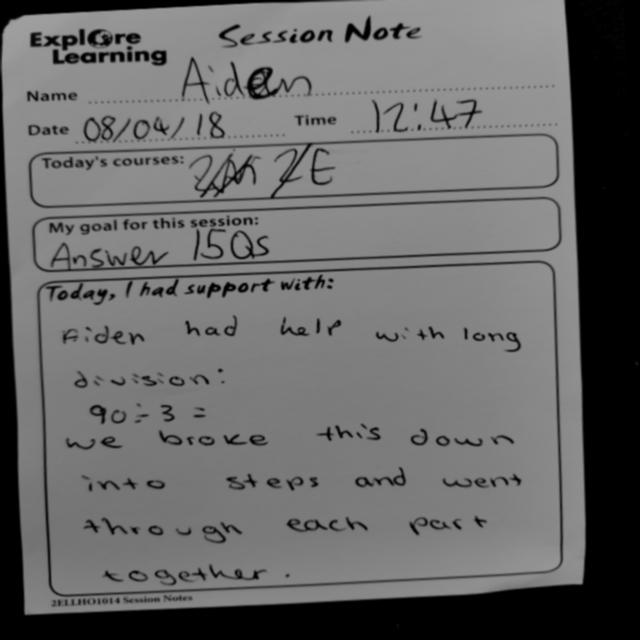 Explore Learning
Session Note
Name Aiden
Date 08/04/18 Time 12:47
Today's courses: 2E
My goal for this session:
Answer 15Qs
Today, I had support with:
Aiden had help with long
division:
90÷3=
we broke this down
into steps and went
through each part
together.
2ELLHO1014 Session Notes